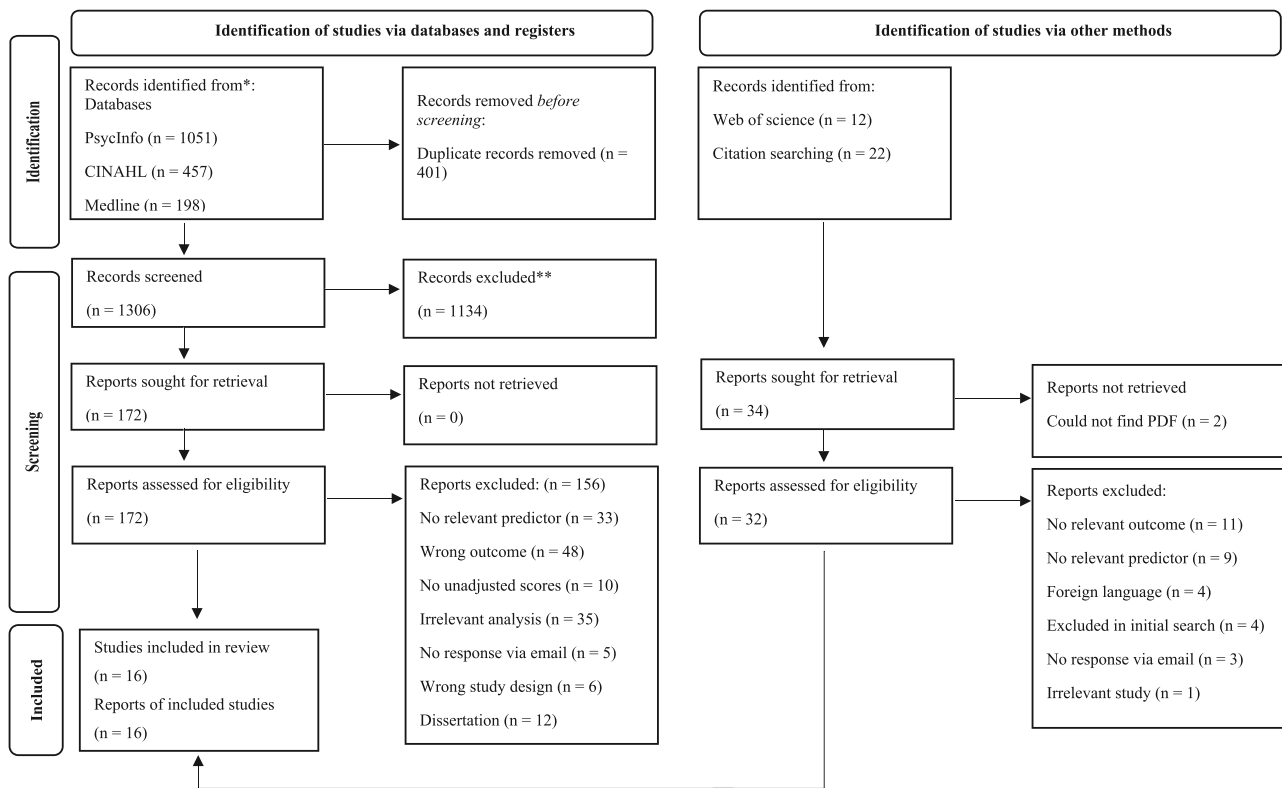 Identification of studies via databases and registers
Identification of studies via other methods
Identification
Records identified from*:
Databases
PsycInfo (n = 1051)
CINAHL (n = 457)
Medline (n = 198)
Records removed before
screening:
Duplicate records removed (n =
401)
Records identified from:
Web of science (n = 12)
Citation searching (n = 22)
Screening
Records screened
(n = 1306)
Records excluded**
(n = 1134)
Reports sought for retrieval
(n = 172)
Reports not retrieved
(n = 0)
Reports sought for retrieval
(n = 34)
Reports not retrieved
Could not find PDF (n = 2)
Reports assessed for eligibility
(n = 172)
Reports excluded: (n = 156)
No relevant predictor (n = 33)
Wrong outcome (n = 48)
No unadjusted scores (n = 10)
Irrelevant analysis (n = 35)
No response via email (n = 5)
Wrong study design (n = 6)
Dissertation (n = 12)
Reports assessed for eligibility
(n = 32)
Reports excluded:
No relevant outcome (n = 11)
No relevant predictor (n = 9)
Foreign language (n = 4)
Excluded in initial search (n = 4)
No response via email (n = 3)
Irrelevant study (n = 1)
Included
Studies included in review
(n = 16)
Reports of included studies
(n = 16)